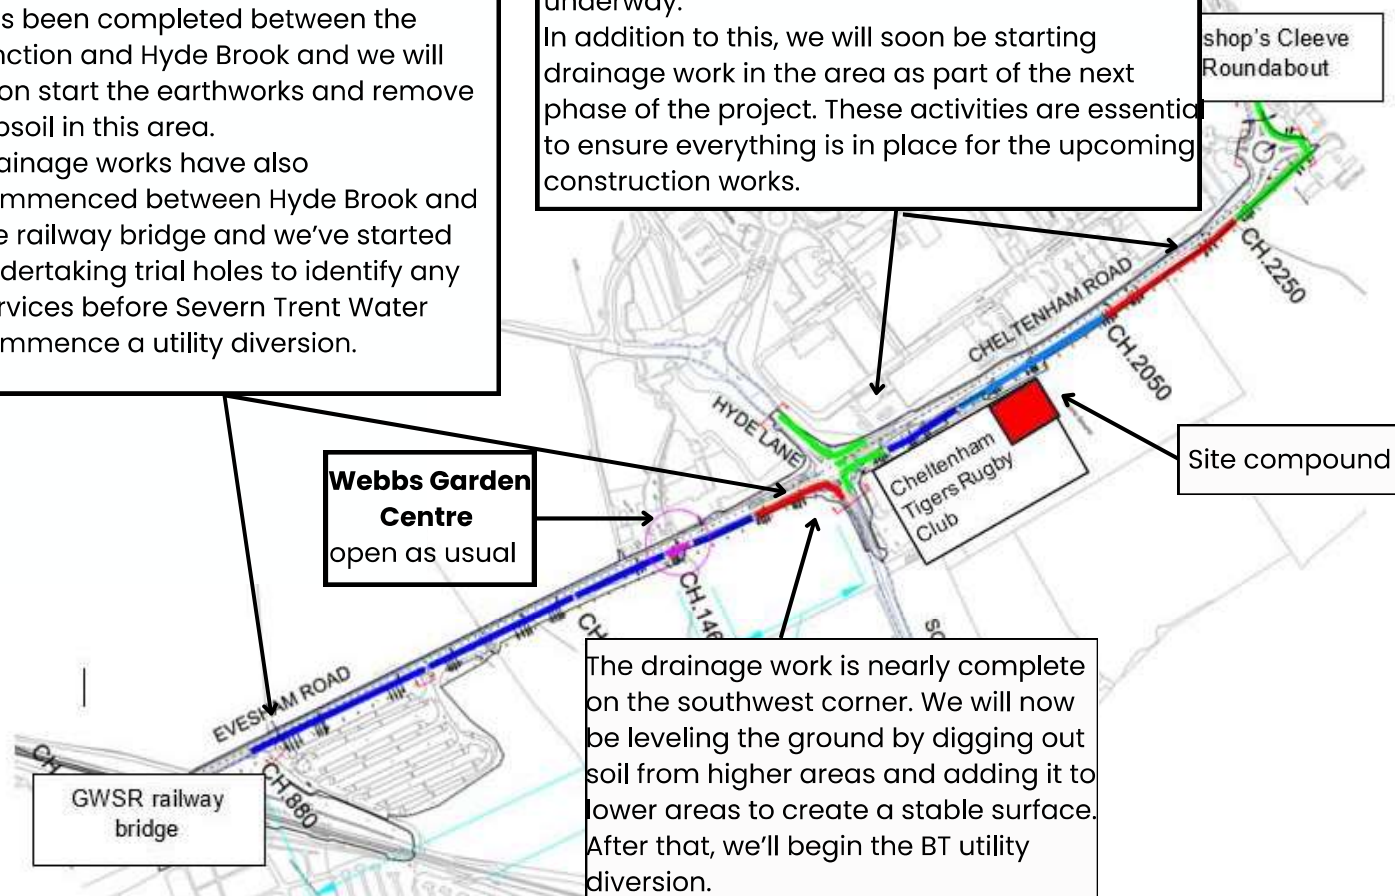 s been completed between the
nction and Hyde Brook and we will
on start the earthworks and remove
psoil in this area.
ainage works have also
mmenced between Hyde Brook and
e railway bridge and we've started
dertaking trial holes to identify any
rvices before Severn Trent Water
mmence a utility diversion.
underway.
In addition to this, we will soon be starting
drainage work in the area as part of the next
phase of the project. These activities are essential
to ensure everything is in place for the upcoming
construction works.
shop's Cleeve
Roundabout
CH.2250
CHELTENHAM ROAD
CH.2050
HYDE LANE
Cheltenham
Tigers Rugby
Club
Site compound
Webbs Garden
Centre
open as usual
CH.146
CH
SO
EVESHAM ROAD
CH
CH.880
GWSR railway
bridge
The drainage work is nearly complete
on the southwest corner. We will now
be leveling the ground by digging out
soil from higher areas and adding it to
lower areas to create a stable surface.
After that, we'll begin the BT utility
diversion.